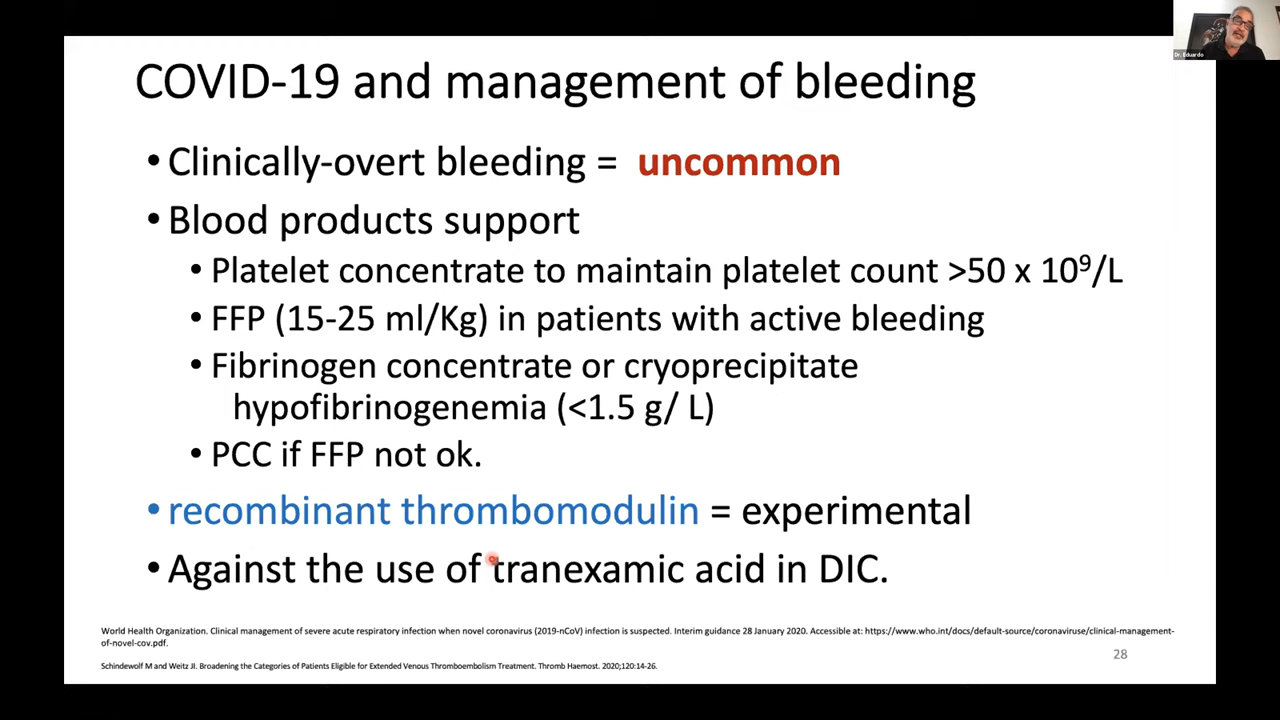 COVID-19 and management of bleeding
• Clinically-overt bleeding = uncommon
• Blood products support
• Platelet concentrate to maintain platelet count >50 x 10⁹/L
• FFP (15-25 ml/Kg) in patients with active bleeding
• Fibrinogen concentrate or cryoprecipitate
hypofibrinogenemia (<1.5 g/ L)
• PCC if FFP not ok.
• recombinant thrombomodulin = experimental
• Against the use of tranexamic acid in DIC.
World Health Organization. Clinical management of severe acute respiratory infection when novel coronavirus (2019-nCoV) infection is suspected. Interim guidance 28 January 2020. Accessible at: https://www.who.int/docs/default-source/coronaviruse/clinical-management-
of-novel-cov.pdf.
Schindewolf M and Weitz JI. Broadening the Categories of Patients Eligible for Extended Venous Thromboembolism Treatment. Thromb Haemost. 2020;120:14-26.
28
Dr. Eduardo